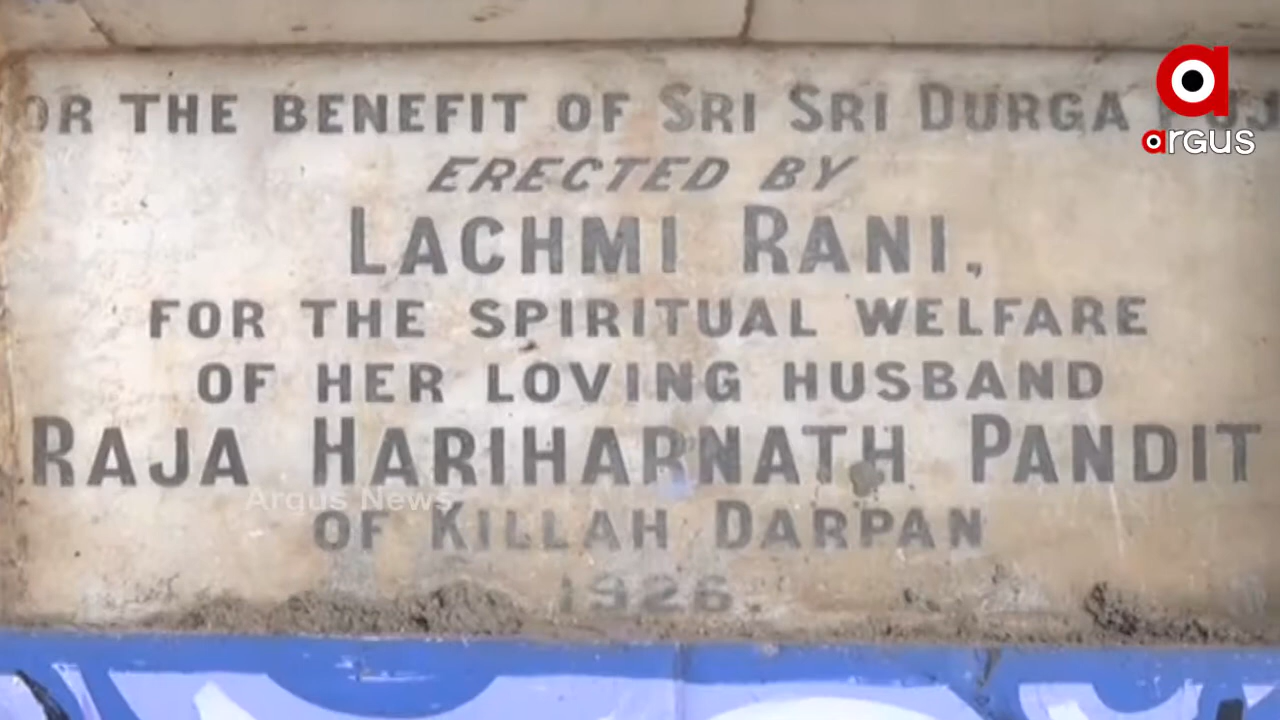 OR THE BENEFIT OF SRI SRI DURGA
ERECTED BY
LACHMI RANI,
FOR THE SPIRITUAL WELFARE
OF HER LOVING HUSBAND
RAJA HARIHARNATH PANDIT
OF KILLAH DARPAN
1926.
argus
Argus News